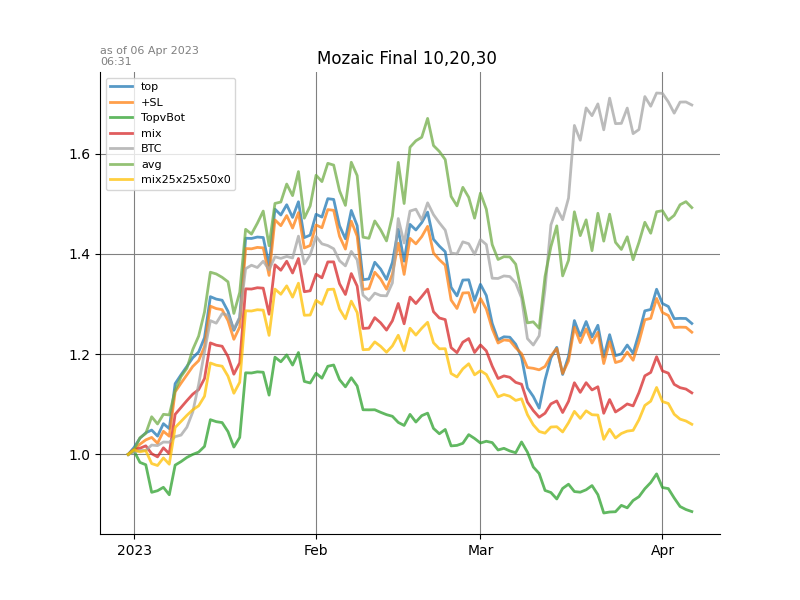 as of 06 Apr 2023
06:31
Mozaic Final 10,20,30
top
+SL
TopvBot
mix
BTC
avg
mix25x25x50x0
1.6
1.4
1.2
1.0
2023
Feb
Mar
Apr